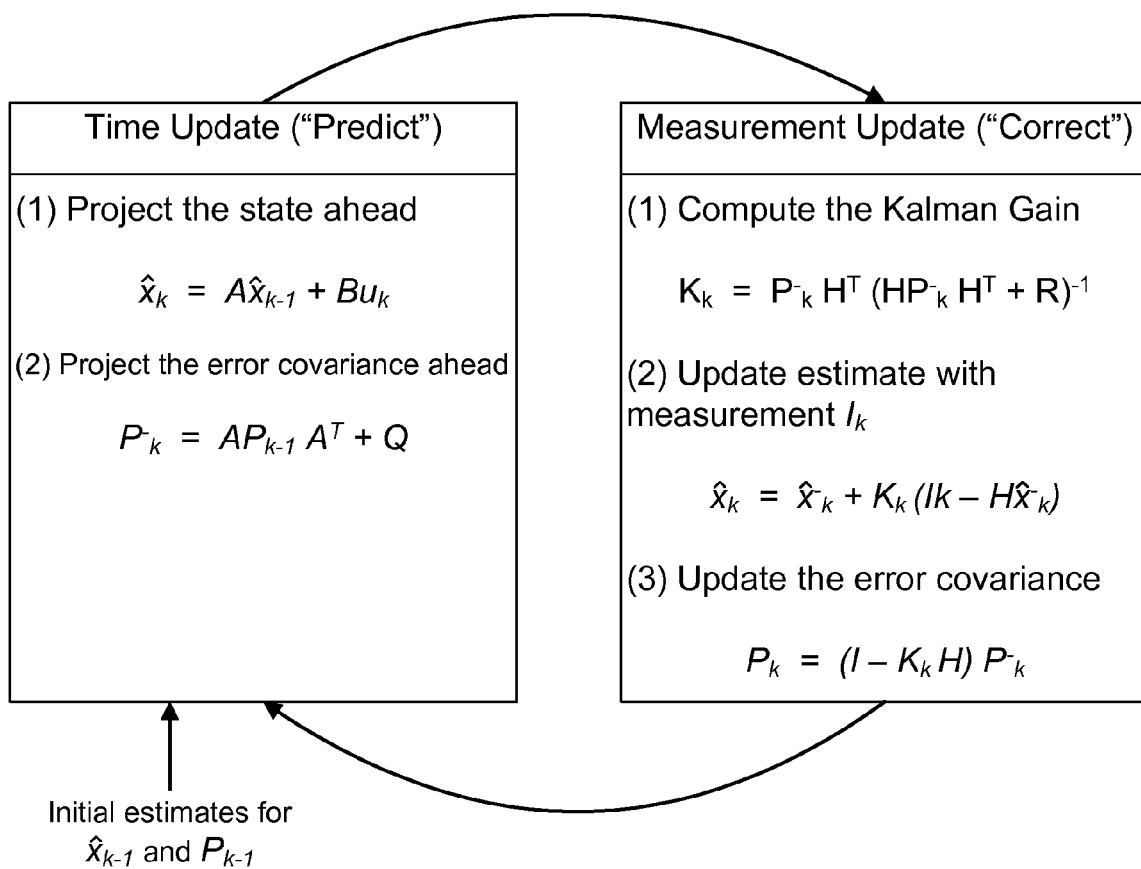 Time Update (“Predict”)
(1) Project the state ahead
x̂ₖ = Ax̂ₖ₋₁ + Buₖ
(2) Project the error covariance ahead
P⁻ₖ = APₖ₋₁ Aᵀ + Q
Initial estimates for
x̂ₖ₋₁ and Pₖ₋₁
Measurement Update (“Correct”)
(1) Compute the Kalman Gain
Kₖ = P⁻ₖ Hᵀ (HP⁻ₖ Hᵀ + R)⁻¹
(2) Update estimate with
measurement Iₖ
x̂ₖ = x̂⁻ₖ + Kₖ (Ik – Hx̂⁻ₖ)
(3) Update the error covariance
Pₖ = (I – Kₖ H) P⁻ₖ